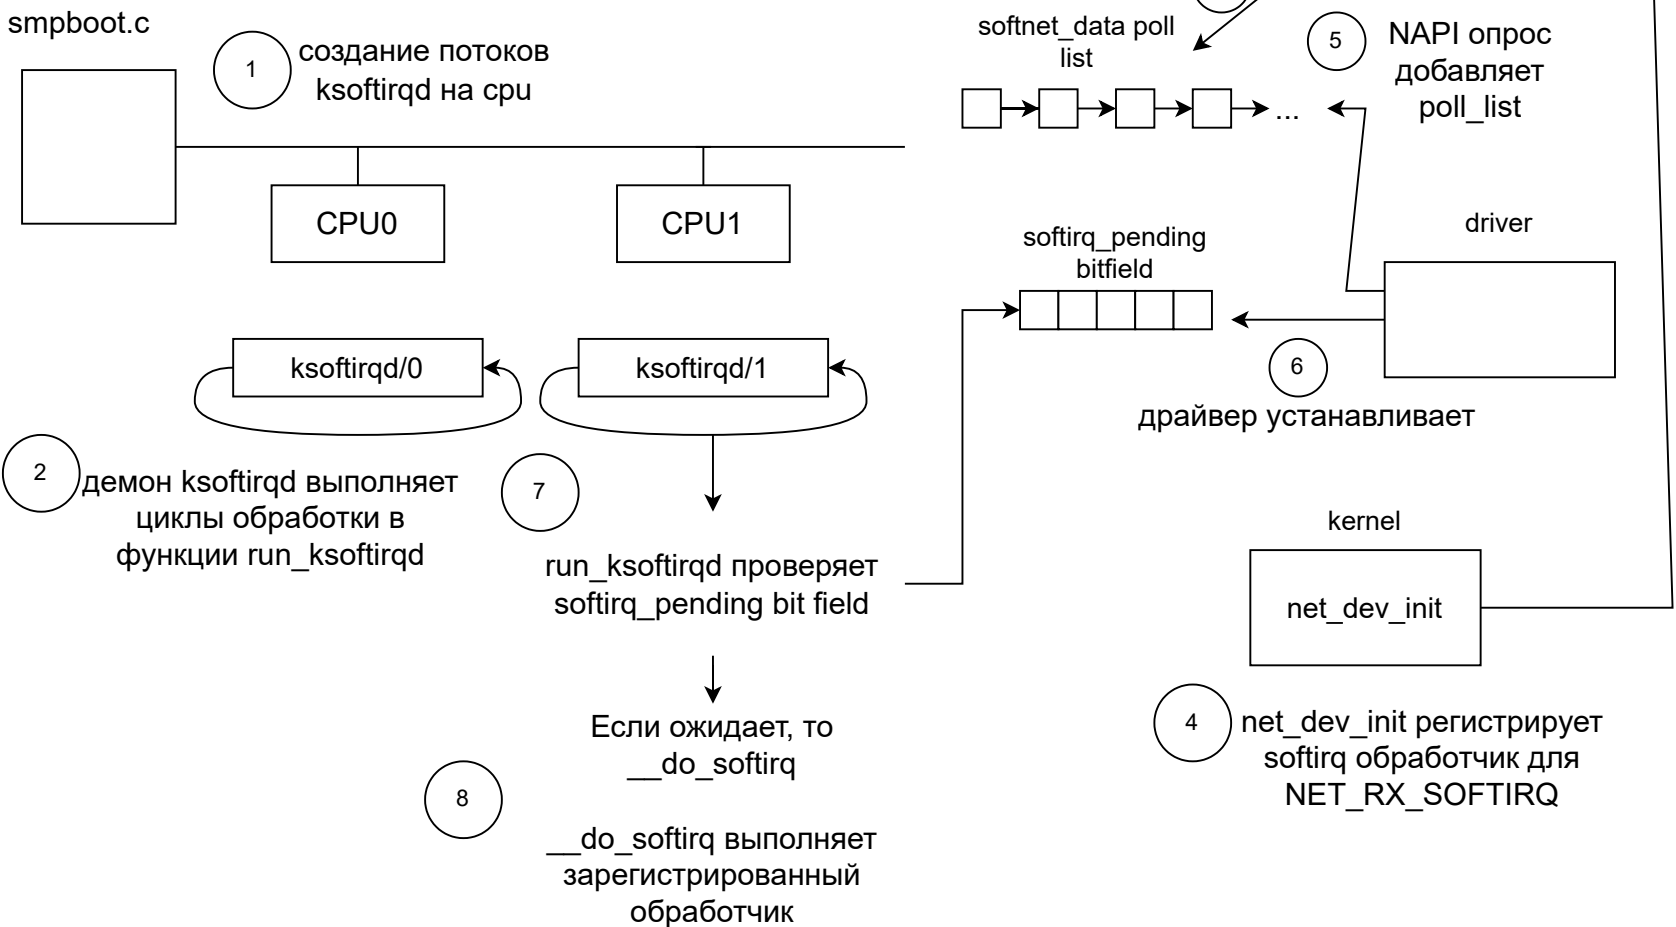 smpboot.c
1
создание потоков
ksoftirqd на cpu
CPU0
CPU1
ksoftirqd/0
ksoftirqd/1
2
демон ksoftirqd выполняет
циклы обработки в
функции run_ksoftirqd
7
run_ksoftirqd проверяет
softirq_pending bit field
Если ожидает, то
__do_softirq
8
__do_softirq выполняет
зарегистрированный
обработчик
softnet_data poll
list
...
5
NAPI опрос
добавляет
poll_list
softirq_pending
bitfield
driver
6
драйвер устанавливает
kernel
net_dev_init
4
net_dev_init регистрирует
softirq обработчик для
NET_RX_SOFTIRQ